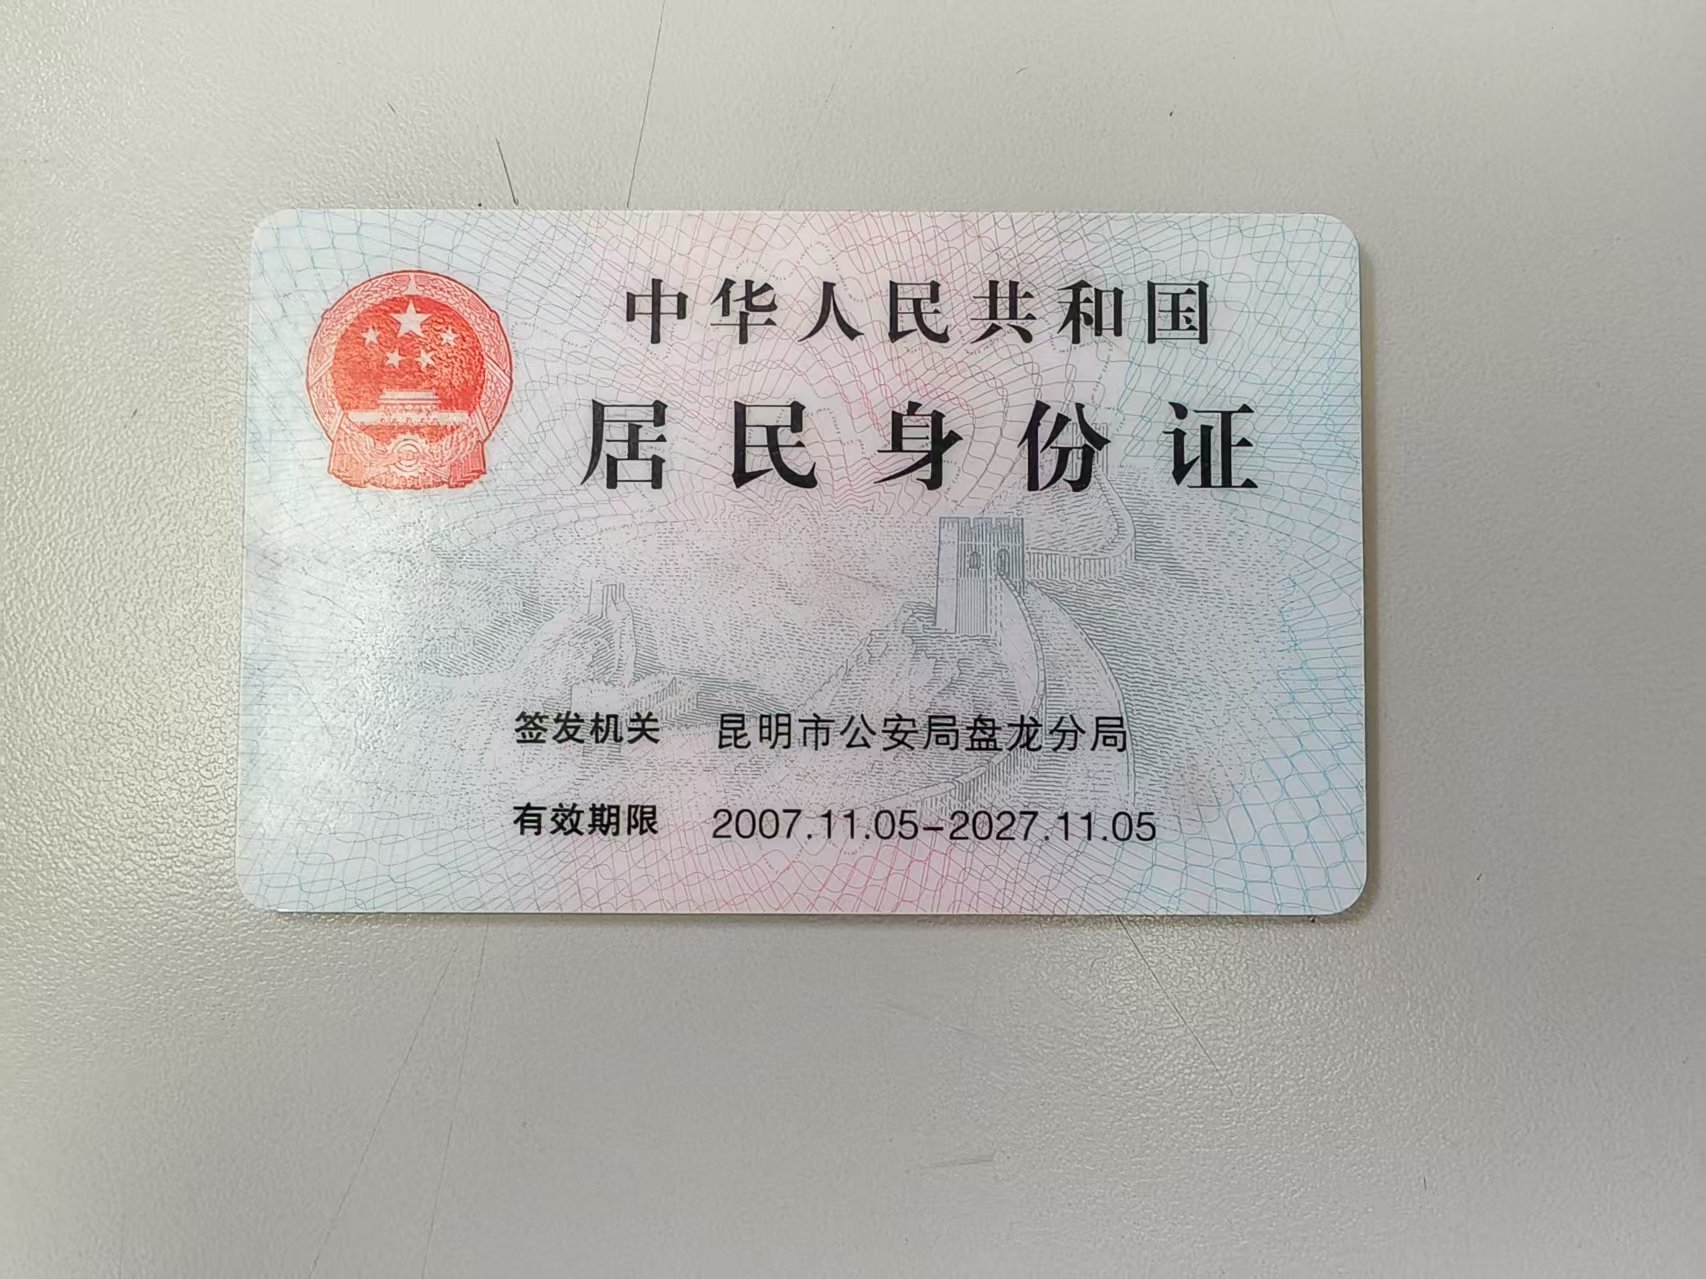 中华人民共和国
居民身份证
签发机关 昆明市公安局盘龙分局
有效期限 2007.11.05-2027.11.05